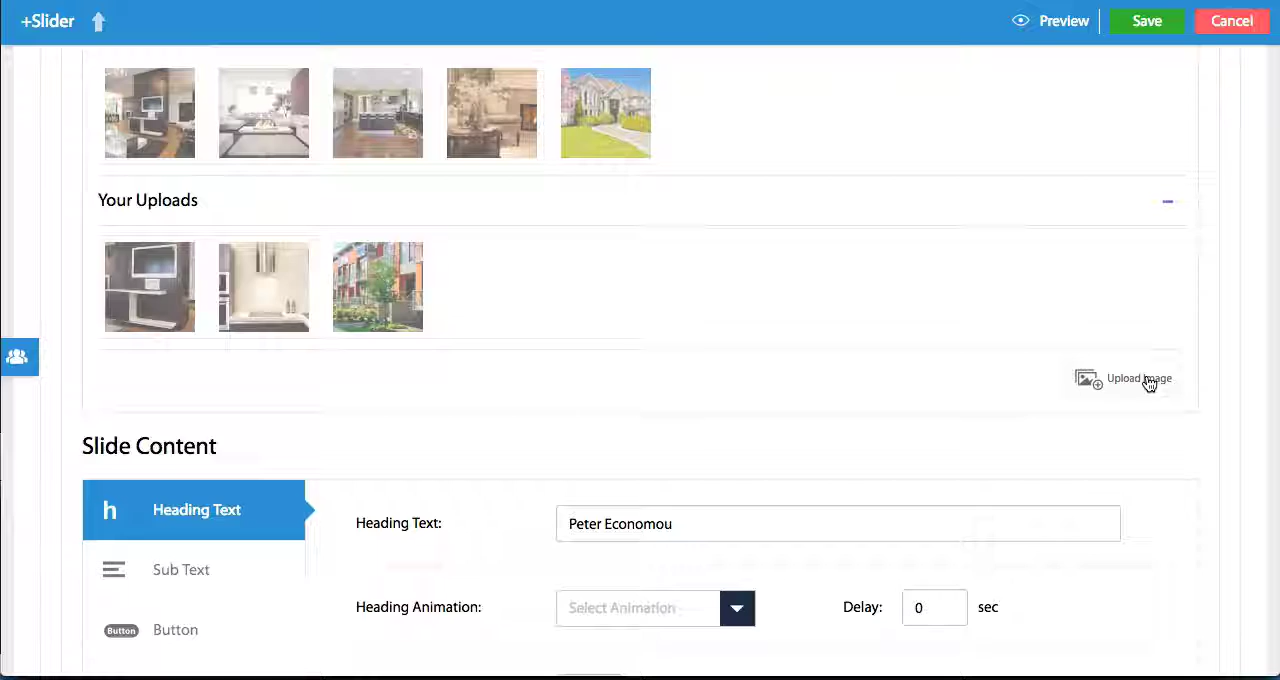 +Slider
Preview
Save
Cancel
Your Uploads
Upload Image
Slide Content
h Heading Text
Heading Text:
Peter Economou
Sub Text
Heading Animation:
Select Animation
Delay:
0
sec
Button
Button